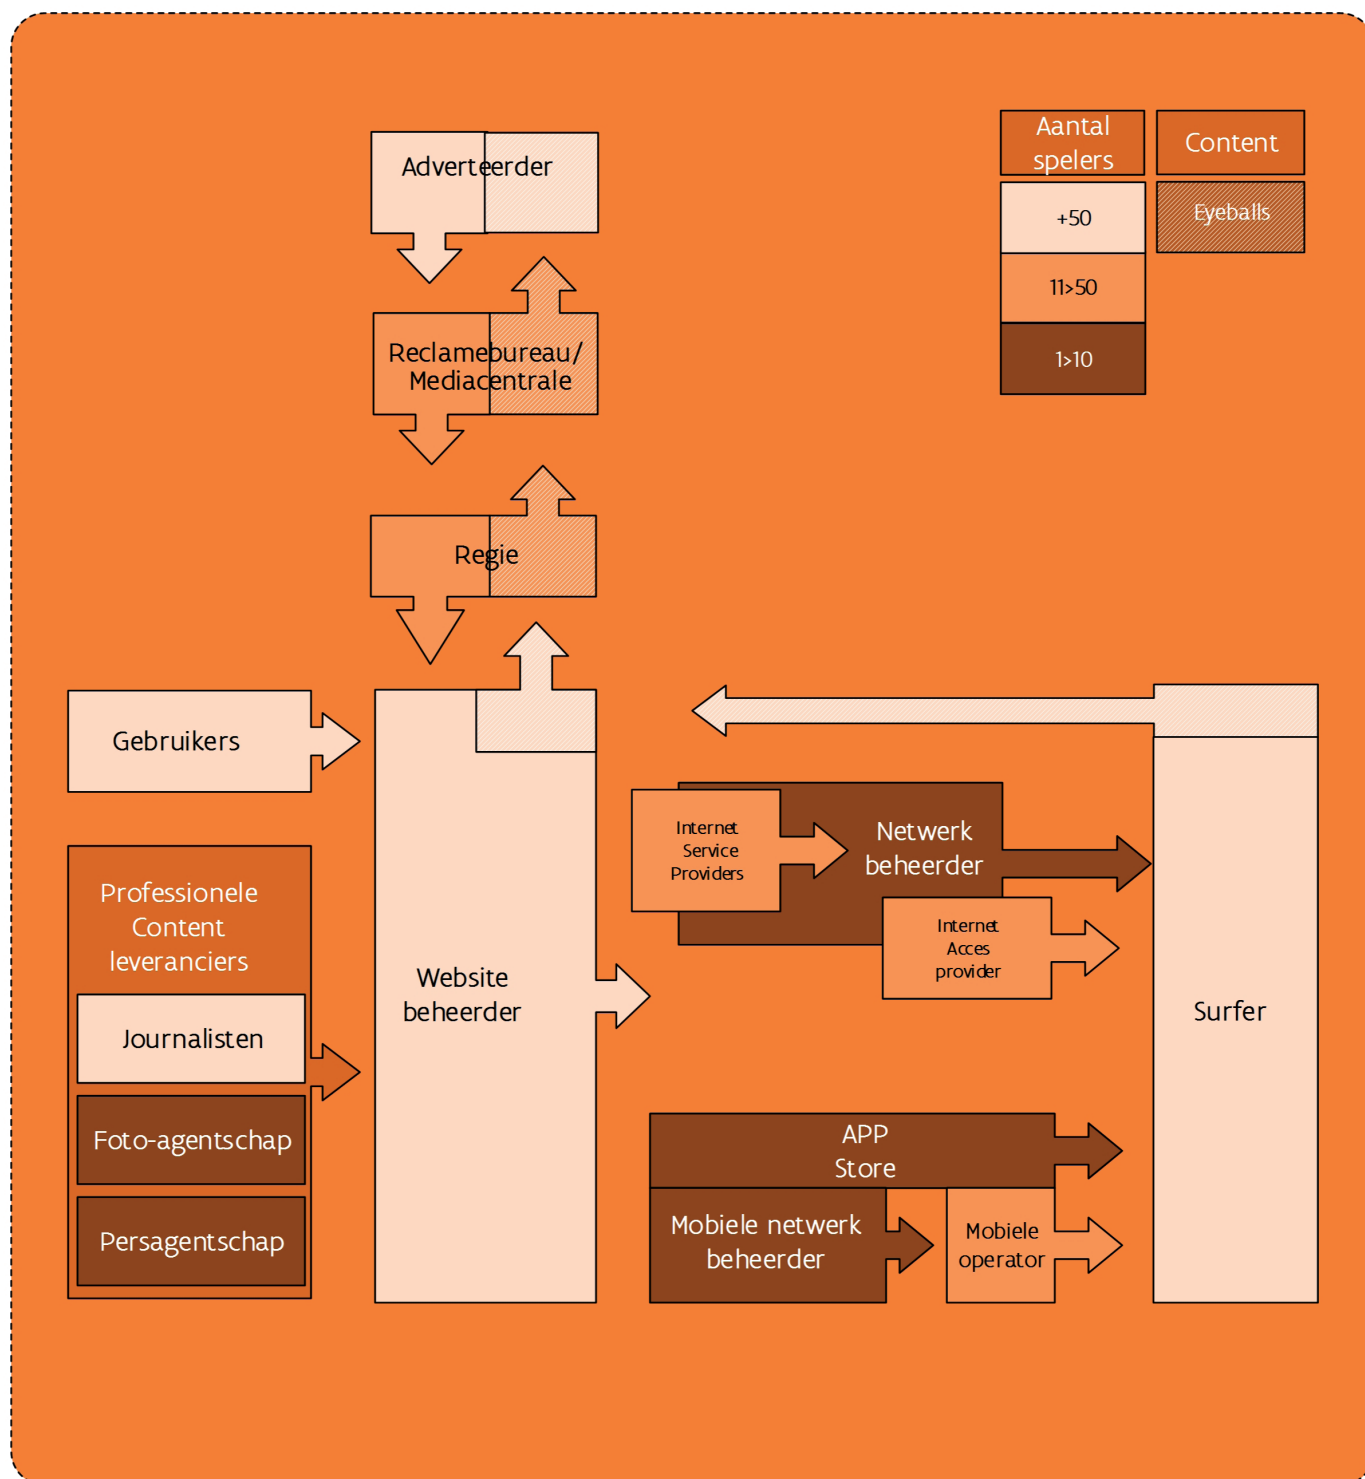 Aantal
spelers
Content
+50
Eyeballs
11>50
1>10
Adverteerder
Reclamebureau/
Mediacentrale
Regie
Gebruikers
Professionele
Content
leveranciers
Journalisten
Foto-agentschap
Persagentschap
Website
beheerder
Internet
Service
Providers
Netwerk
beheerder
Internet
Acces
provider
APP
Store
Mobiele netwerk
beheerder
Mobiele
operator
Surfer